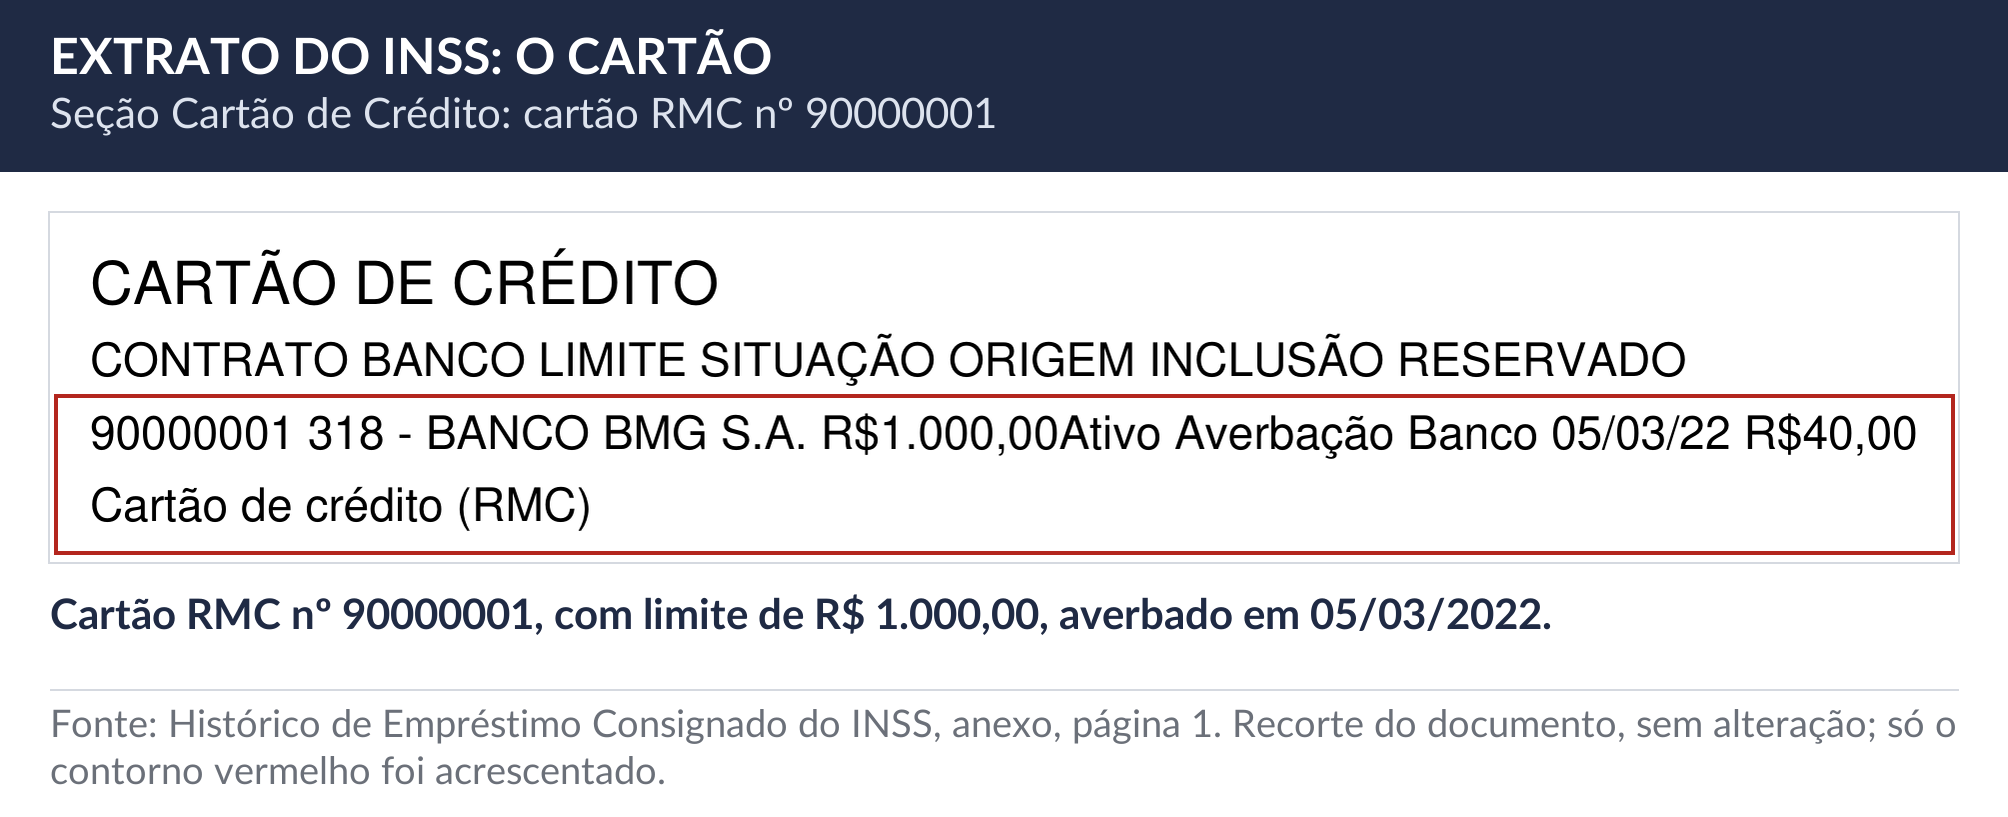 EXTRATO DO INSS: O CARTÃO
Seção Cartão de Crédito: cartão RMC nº 90000001
CARTÃO DE CRÉDITO
CONTRATO BANCO LIMITE SITUAÇÃO ORIGEM INCLUSÃO RESERVADO
90000001 318 - BANCO BMG S.A. R$1.000,00Ativo Averbação Banco 05/03/22 R$40,00
Cartão de crédito (RMC)
Cartão RMC nº 90000001, com limite de R$ 1.000,00, averbado em 05/03/2022.
Fonte: Histórico de Empréstimo Consignado do INSS, anexo, página 1. Recorte do documento, sem alteração; só o
contorno vermelho foi acrescentado.